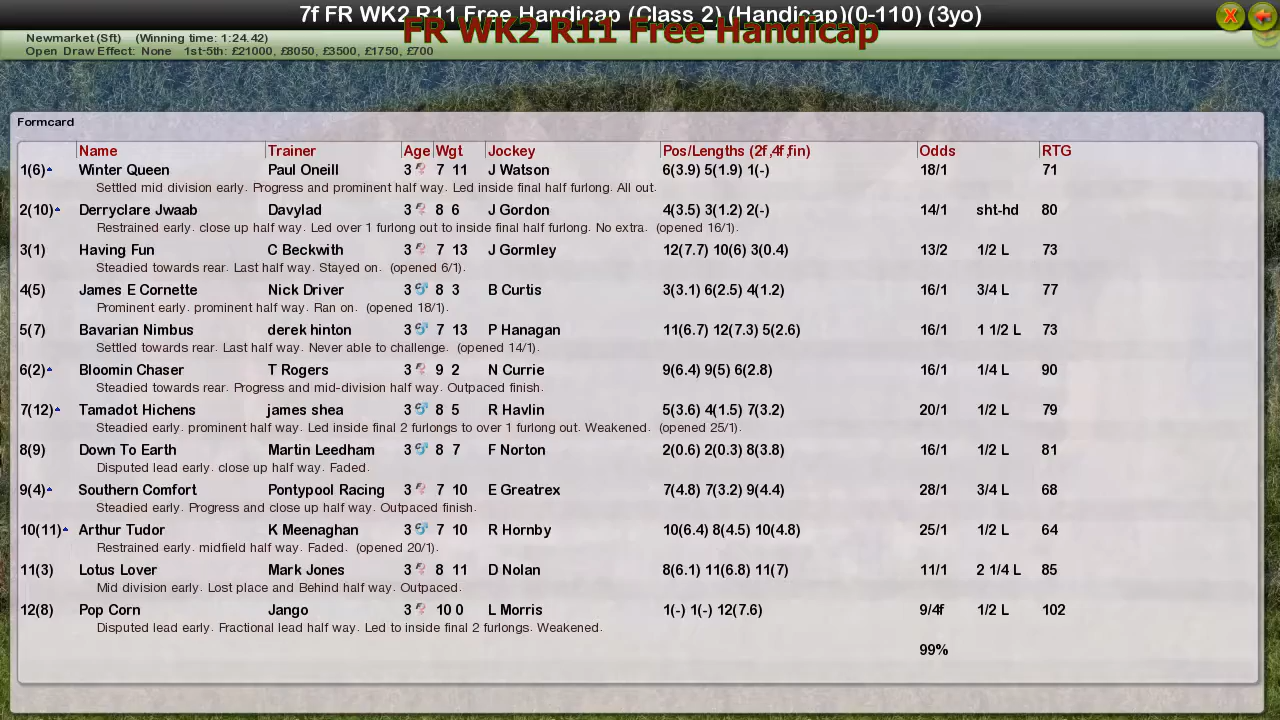 7f FR WK2 R11 Free Handicap (Class 2) (Handicap)(0-110) (3yo)
FR WK2 R11 Free Handicap
Newmarket (Sft) (Winning time: 1:24.42)
Open Draw Effect: None 1st-5th: £21000, £8050, £3500, £1750, £700
Formcard
Name Trainer Age Wgt Jockey Pos/Lengths (2f,4f,fin) Odds RTG
1(6) Winter Queen Paul Oneill 3 7 11 J Watson 6(3.9) 5(1.9) 1(-) 18/1 71
Settled mid division early. Progress and prominent half way. Led inside final half furlong. All out.
2(10) Derryclare Jwaab Davylad 3 8 6 J Gordon 4(3.5) 3(1.2) 2(-) 14/1 sht-hd 80
Restrained early. close up half way. Led over 1 furlong out to inside final half furlong. No extra. (opened 16/1).
3(1) Having Fun C Beckwith 3 7 13 J Gormley 12(7.7) 10(6) 3(0.4) 13/2 1/2 L 73
Steadied towards rear. Last half way. Stayed on. (opened 6/1).
4(5) James E Cornette Nick Driver 3 8 3 B Curtis 3(3.1) 6(2.5) 4(1.2) 16/1 3/4 L 77
Prominent early. prominent half way. Ran on. (opened 18/1).
5(7) Bavarian Nimbus derek hinton 3 7 13 P Hanagan 11(6.7) 12(7.3) 5(2.6) 16/1 1 1/2 L 73
Settled towards rear. Last half way. Never able to challenge. (opened 14/1).
6(2) Bloomin Chaser T Rogers 3 9 2 N Currie 9(6.4) 9(5) 6(2.8) 16/1 1/4 L 90
Steadied towards rear. Progress and mid-division half way. Outpaced finish.
7(12) Tamadot Hichens james shea 3 8 5 R Havlin 5(3.6) 4(1.5) 7(3.2) 20/1 1/2 L 79
Steadied early. prominent half way. Led inside final 2 furlongs to over 1 furlong out. Weakened. (opened 25/1).
8(9) Down To Earth Martin Leedham 3 8 7 F Norton 2(0.6) 2(0.3) 8(3.8) 16/1 1/2 L 81
Disputed lead early. close up half way. Faded.
9(4) Southern Comfort Pontypool Racing 3 7 10 E Greatrex 7(4.8) 7(3.2) 9(4.4) 28/1 3/4 L 68
Steadied early. Progress and close up half way. Outpaced finish.
10(11) Arthur Tudor K Meenaghan 3 7 10 R Hornby 10(6.4) 8(4.5) 10(4.8) 25/1 1/2 L 64
Restrained early. midfield half way. Faded. (opened 20/1).
11(3) Lotus Lover Mark Jones 3 8 11 D Nolan 8(6.1) 11(6.8) 11(7) 11/1 2 1/4 L 85
Mid division early. Lost place and Behind half way. Outpaced.
12(8) Pop Corn Jango 3 10 0 L Morris 1(-) 1(-) 12(7.6) 9/4f 1/2 L 102
Disputed lead early. Fractional lead half way. Led to inside final 2 furlongs. Weakened.
99%